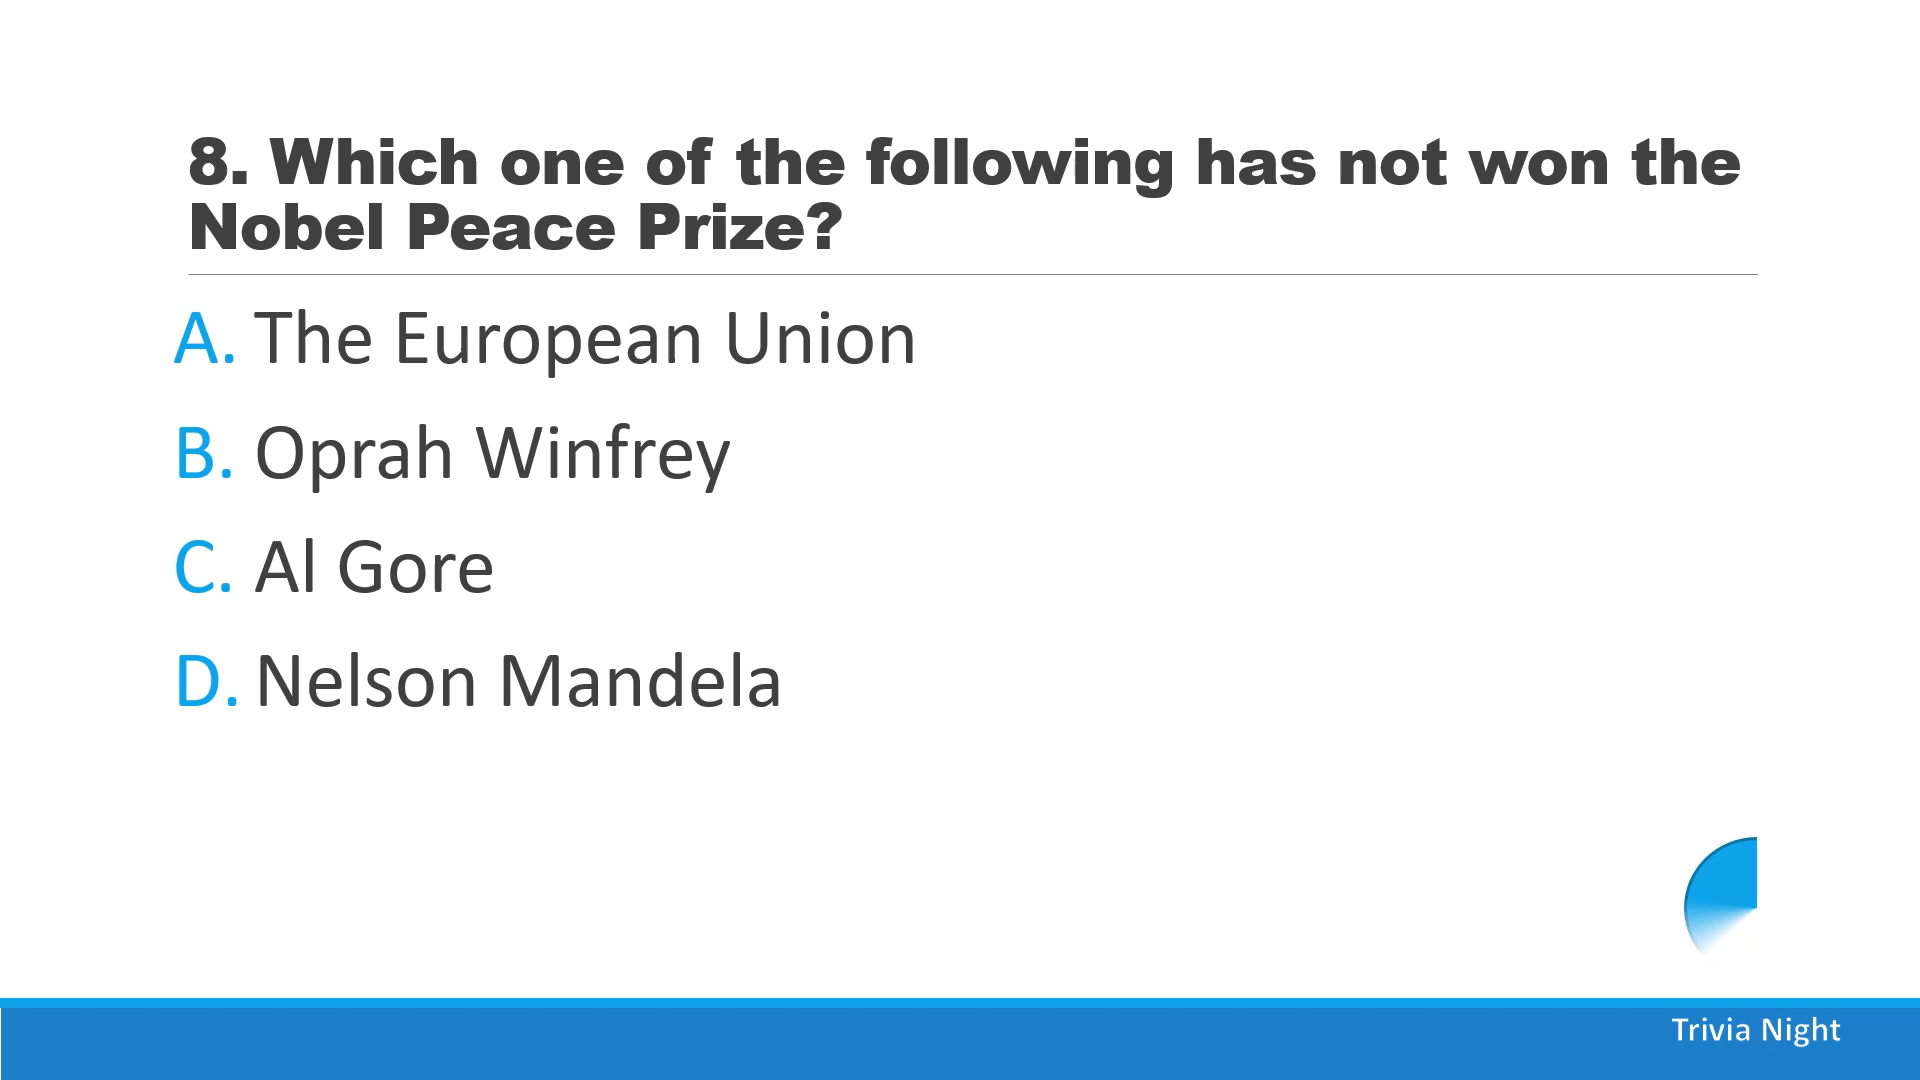 8. Which one of the following has not won the
Nobel Peace Prize?
A. The European Union
B. Oprah Winfrey
C. Al Gore
D. Nelson Mandela
Trivia Night